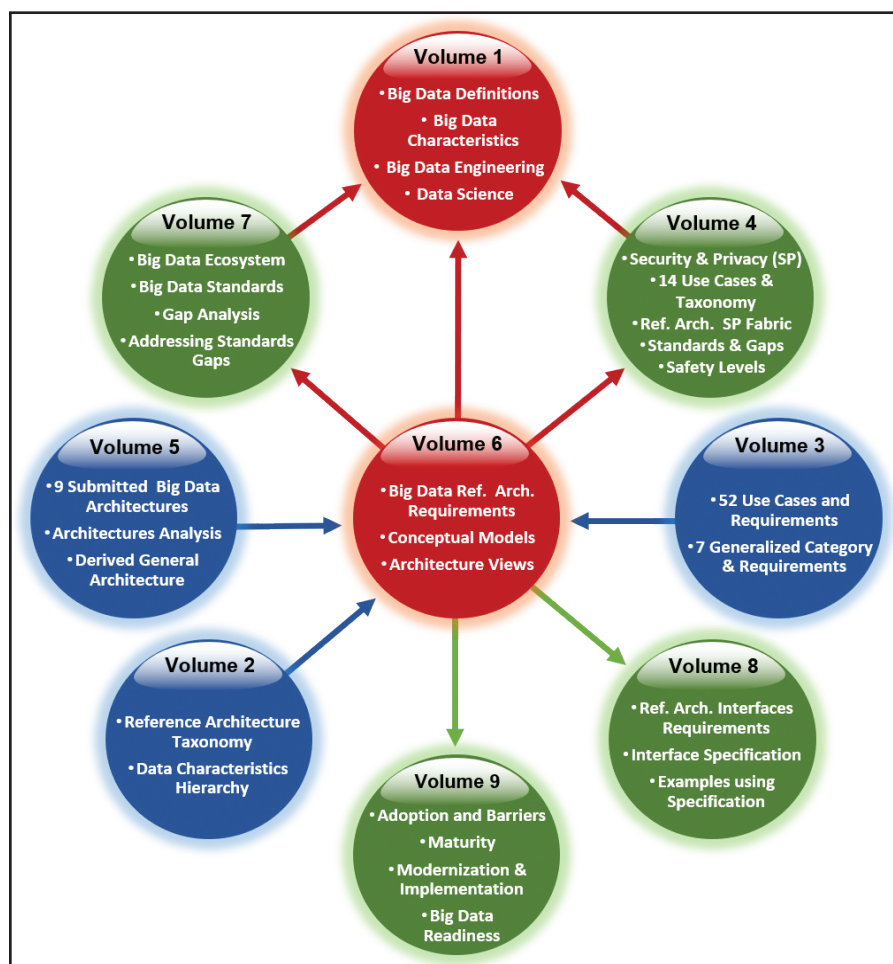 Volume 1
•Big Data Definitions
• Big Data
Characteristics
• Big Data Engineering
• Data Science
Volume 7
•Big Data Ecosystem
•Big Data Standards
•Gap Analysis
•Addressing Standards
Gaps
Volume 4
•Security & Privacy (SP)
•14 Use Cases &
Taxonomy
•Ref. Arch. SP Fabric
•Standards & Gaps
•Safety Levels
Volume 5
•9 Submitted Big Data
Architectures
•Architectures Analysis
•Derived General
Architecture
Volume 6
•Big Data Ref. Arch.
Requirements
•Conceptual Models
•Architecture Views
Volume 3
•52 Use Cases and
Requirements
•7 Generalized Category
& Requirements
Volume 2
•Reference Architecture
Taxonomy
•Data Characteristics
Hierarchy
Volume 8
•Ref. Arch. Interfaces
Requirements
•Interface Specification
•Examples using
Specification
Volume 9
•Adoption and Barriers
•Maturity
•Modernization &
Implementation
•Big Data
Readiness